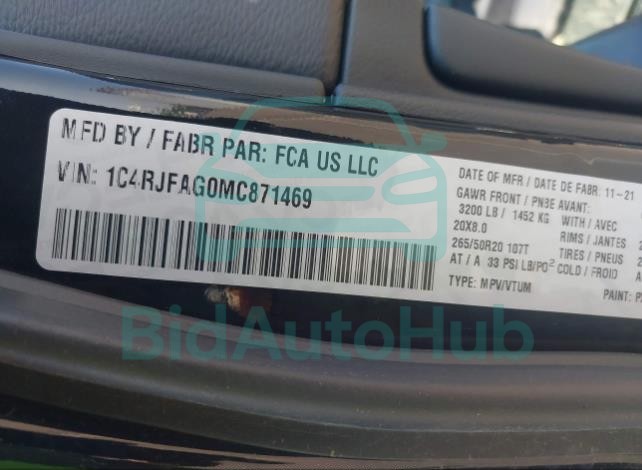 MFD BY / FABR PAR: FCA US LLC
VIN: 1C4RJFAG0MC871469
DATE OF MFR / DATE DE FABR: 11-21
GAWR FRONT / PNBE AVANT:
3200 LB / 1452 KG WITH / AVEC
20X8.0 RIMS / JANTES
265/50R20 107T TIRES / PNEUS
AT / A 33 PSI LB/PO² COLD / FROID
TYPE: MPV/VTUM PAINT:
BidAutoHub